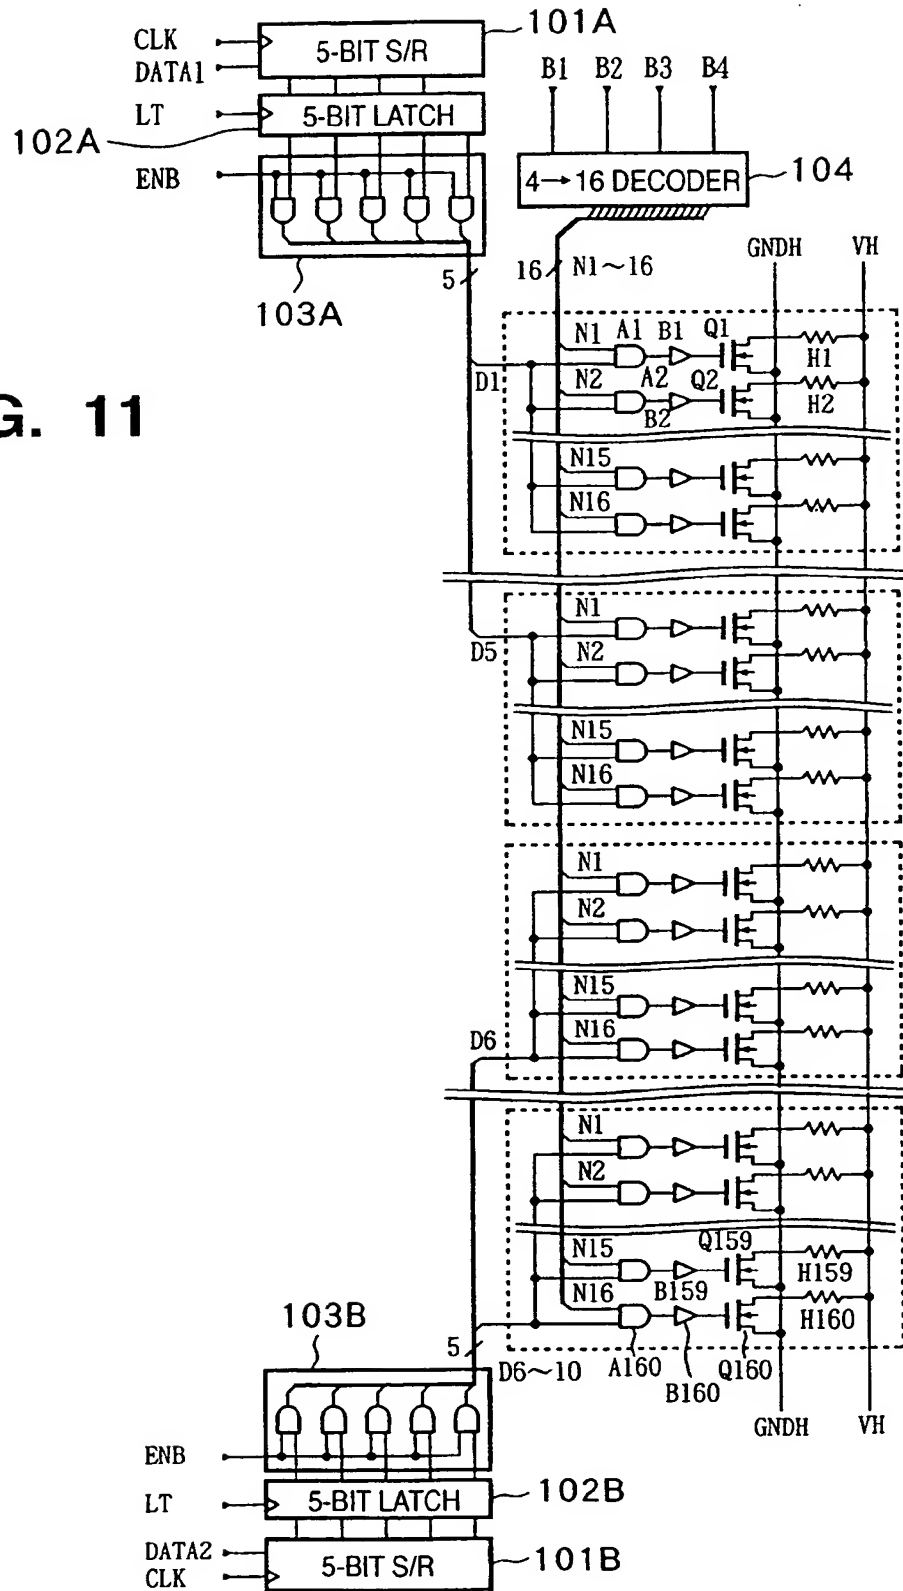 101A
CLK
5-BIT S/R
DATA1
LT
5-BIT LATCH
102A
ENB
103A
5
B1 B2 B3 B4
4→16 DECODER
104
16 N1~16
GNDH VH
D1
N1 A1 B1 Q1 H1
N2 A2 B2 Q2 H2
N15
N16
G. 11
D5
N1
N2
N15
N16
D6
N1
N2
N15
N16
N1
N2
N15 B159 Q159 H159
N16 A160 B160 Q160 H160
D6~10
GNDH VH
5
103B
ENB
LT
5-BIT LATCH
102B
DATA2
5-BIT S/R
101B
CLK